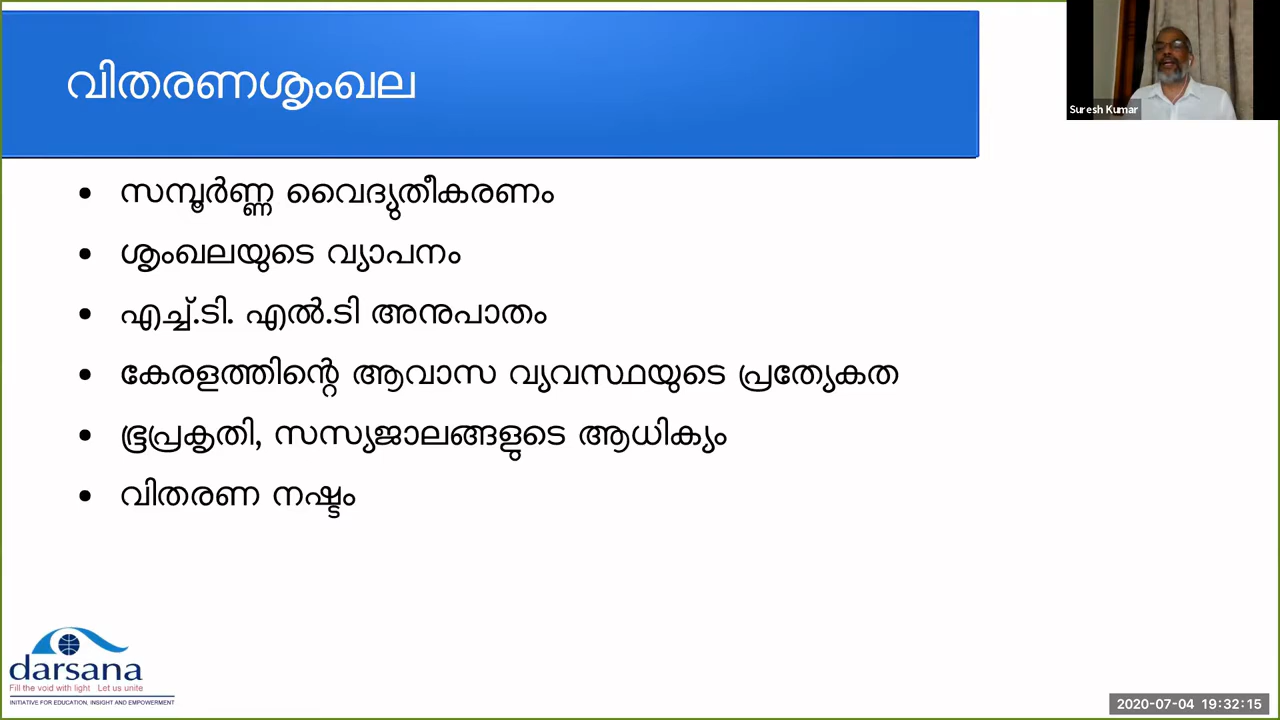 വിതരണശൃംഖല
Suresh Kumar
• സമ്പൂർണ്ണ വൈദ്യുതീകരണം
• ശൃംഖലയുടെ വ്യാപനം
• എച്ച്.ടി. എൽ.ടി അനുപാതം
• കേരളത്തിന്റെ ആവാസ വ്യവസ്ഥയുടെ പ്രത്യേകത
• ഭൂപ്രകൃതി, സസ്യജാലങ്ങളുടെ ആധിക്യം
• വിതരണ നഷ്ടം
darsana
Fill the void with light Let us unite
INITIATIVE FOR EDUCATION, INSIGHT AND EMPOWERMENT
2020-07-04 19:32:15